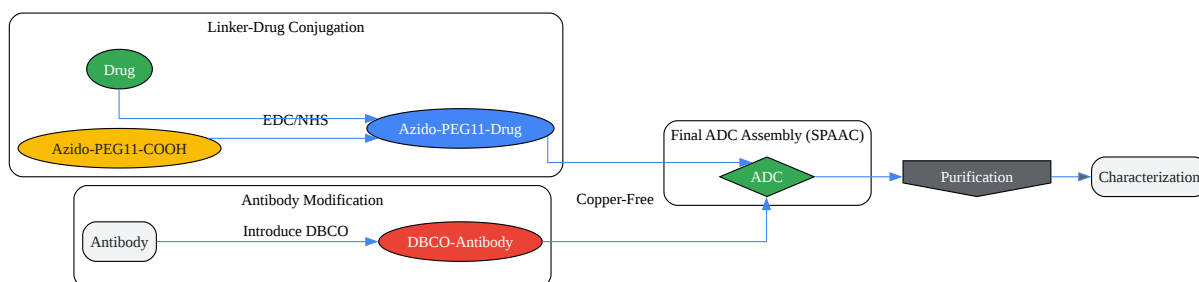 Linker-Drug Conjugation
Drug
EDC/NHS
Azido-PEG11-COOH
Azido-PEG11-Drug
Final ADC Assembly (SPAAC)
ADC
Purification
Characterization
Antibody Modification
Copper-Free
Antibody
Introduce DBCO
DBCO-Antibody